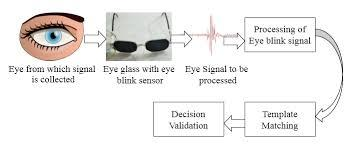 Processing of
Eye blink signal
Eye from which signal
is collected
Eye glass with eye
blink sensor
Eye Signal to be
processed
Decision
Validation
Template
Matching